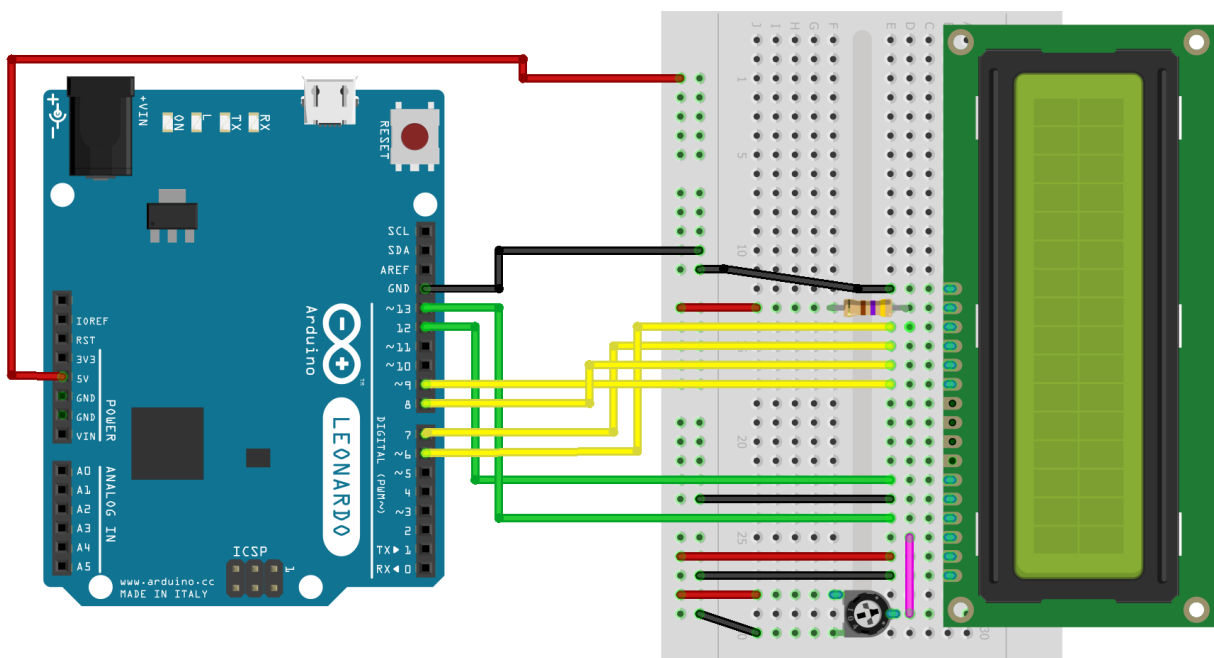 +VIN
ON
L
TX
RX
RESET
SCL
SDA
AREF
GND
~13
12
~11
~10
~9
8
7
~6
~5
4
~3
2
TX▶ 1
RX◀ 0
DIGITAL (PWM~)
Arduino
™
LEONARDO
IOREF
RST
3V3
5V
GND
GND
VIN
POWER
A0
A1
A2
A3
A4
A5
ANALOG IN
ICSP
1
www.arduino.cc
MADE IN ITALY
J I H G F E D C
1
5
10
20
25
30